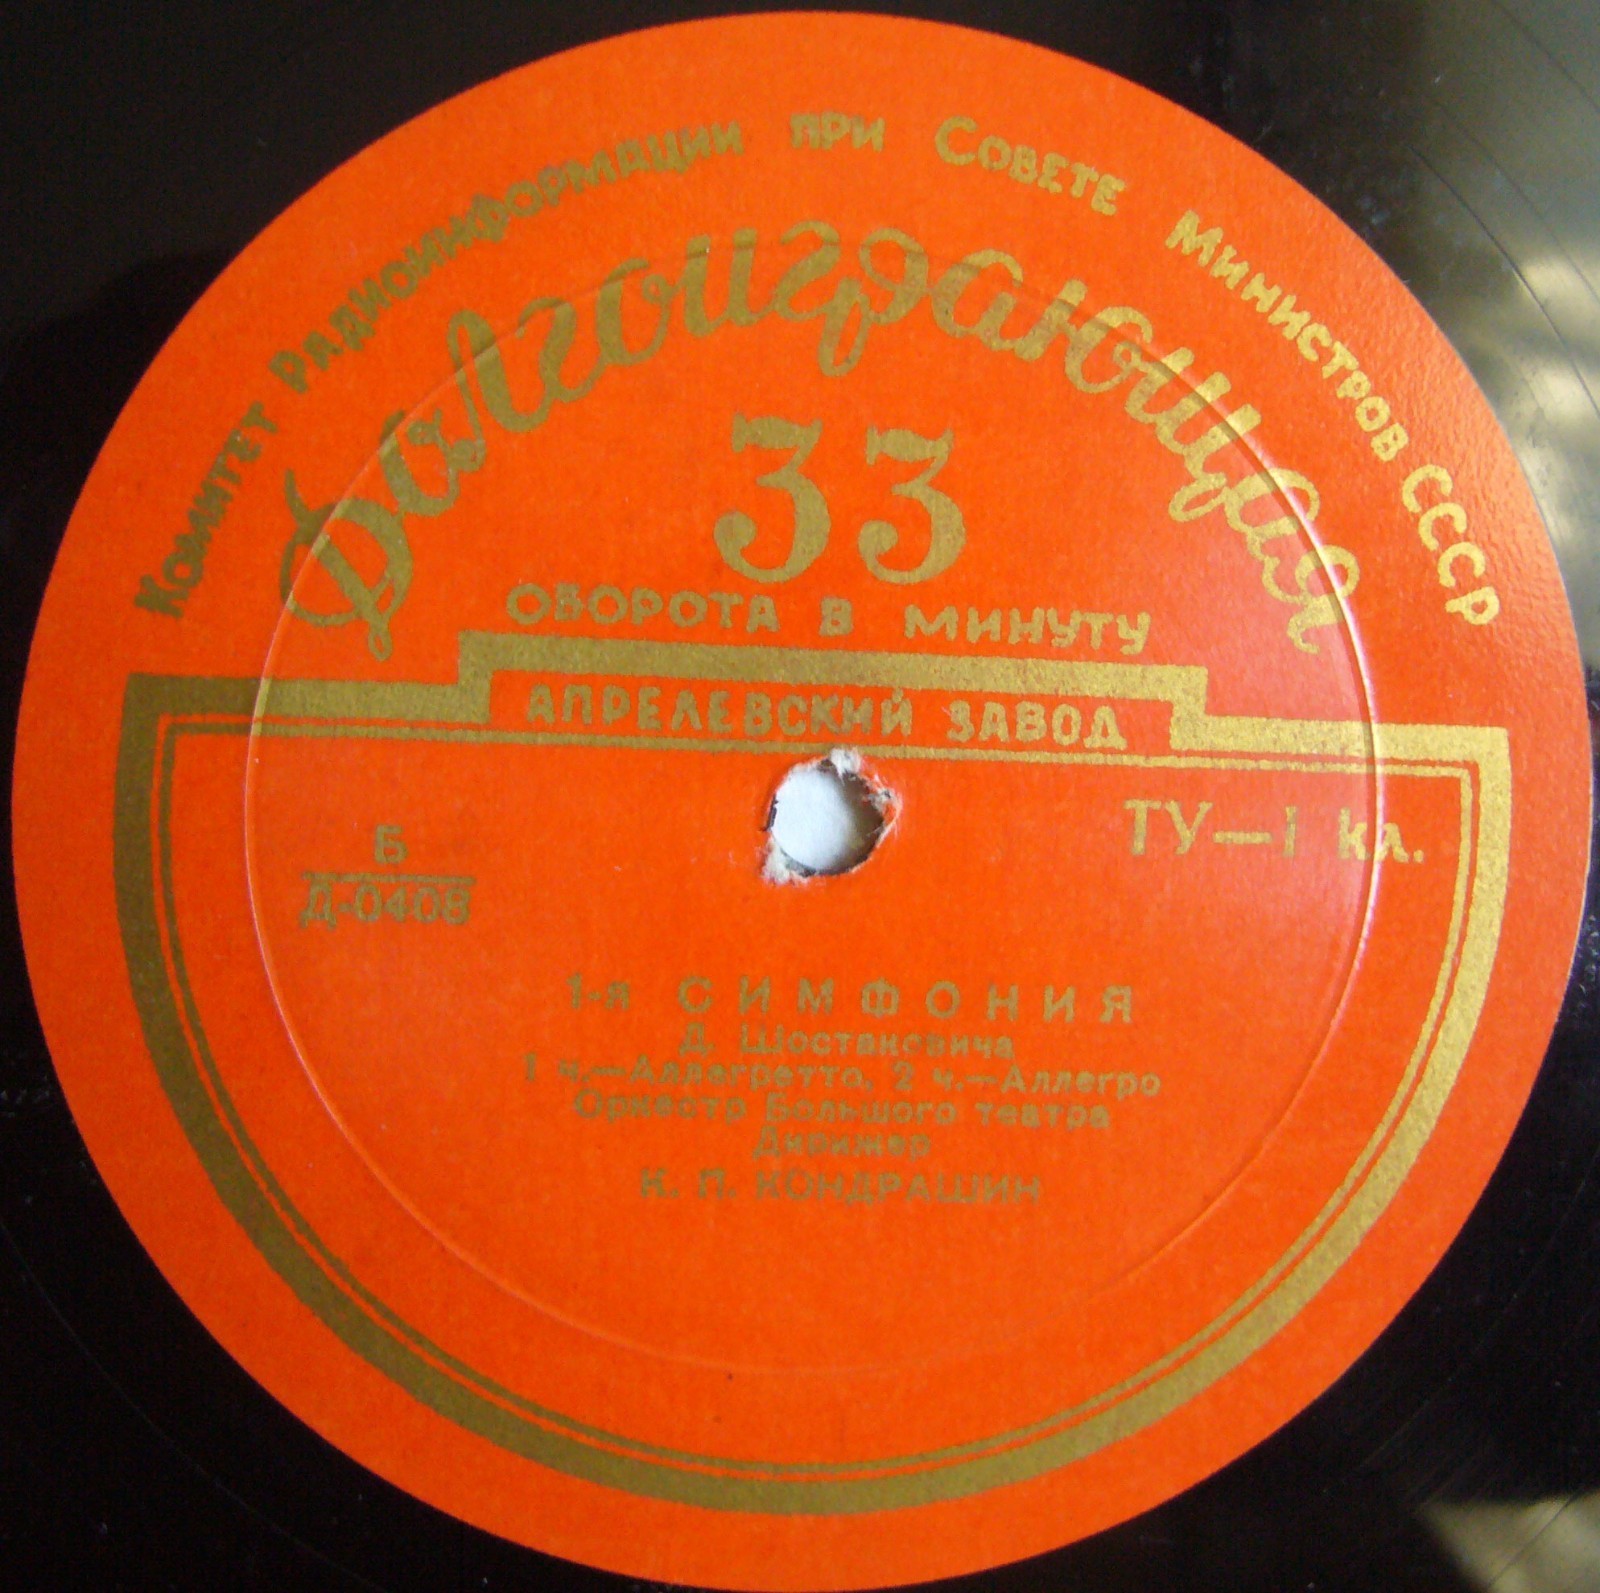 Комитет Радиоинформации при Совете Министров СССР
Долгоиграющая
33
ОБОРОТА В МИНУТУ
АПРЕЛЕВСКИЙ ЗАВОД
ТУ—I кл.
Б
Д-0408
1-я СИМФОНИЯ
Д. Шостаковича
1 ч.—Аллегретто, 2 ч.—Аллегро
Оркестр Большого театра
Дирижер
К. П. КОНДРАШИН